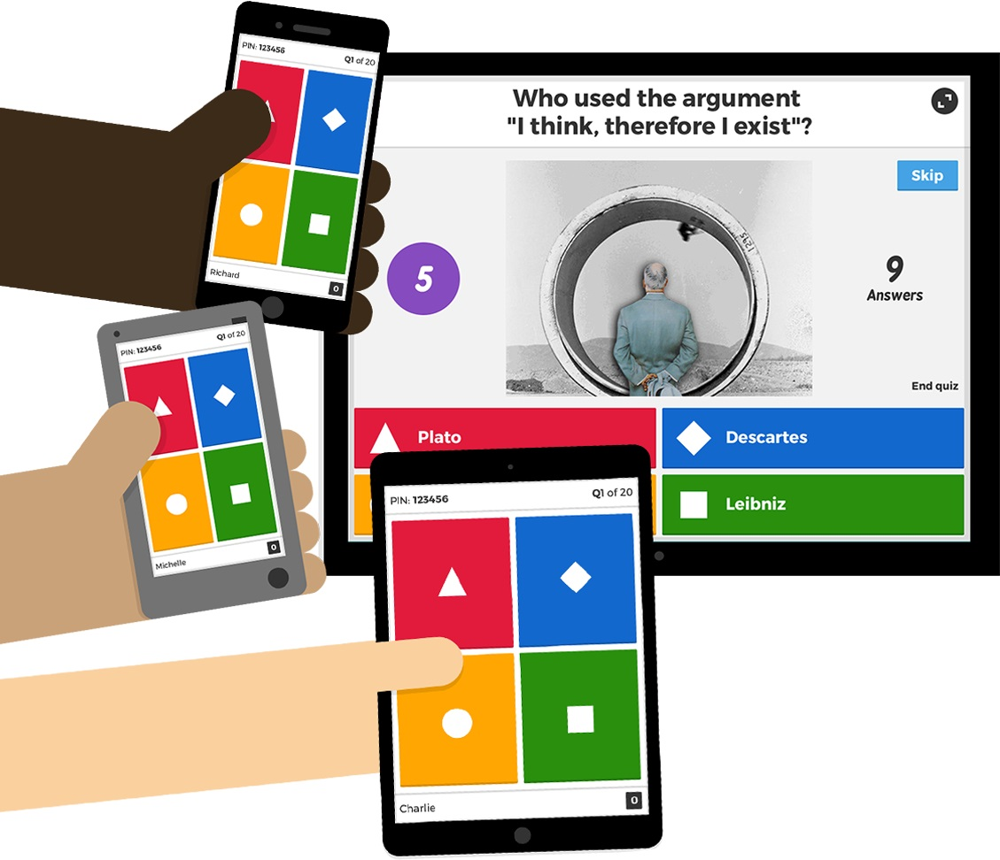 PIN: 123456
Q1 of 20
Richard
0
Who used the argument
"I think, therefore I exist"?
Skip
5
1295
9
Answers
End quiz
Plato
Descartes
Leibniz
PIN: 123456
Q1 of 20
Michelle
0
PIN: 123456
Q1 of 20
Charlie
0